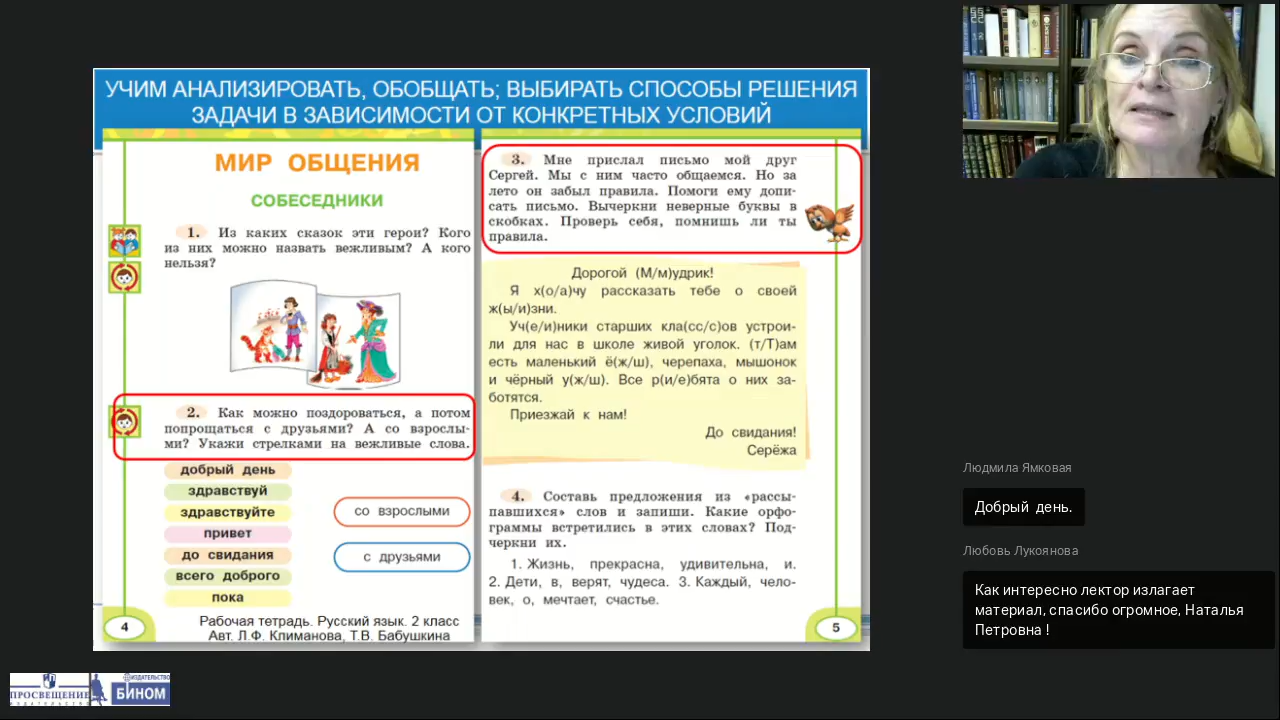 УЧИМ АНАЛИЗИРОВАТЬ, ОБОБЩАТЬ; ВЫБИРАТЬ СПОСОБЫ РЕШЕНИЯ
ЗАДАЧИ В ЗАВИСИМОСТИ ОТ КОНКРЕТНЫХ УСЛОВИЙ
МИР ОБЩЕНИЯ
СОБЕСЕДНИКИ
1. Из каких сказок эти герои? Кого
из них можно назвать вежливым? А кого
нельзя?
2. Как можно поздороваться, а потом
попрощаться с друзьями? А со взрослы-
ми? Укажи стрелками на вежливые слова.
добрый день
здравствуй
здравствуйте
привет
до свидания
всего доброго
пока
со взрослыми
с друзьями
Рабочая тетрадь. Русский язык. 2 класс
Авт. Л.Ф. Климанова, Т.В. Бабушкина
4
3. Мне прислал письмо мой друг
Сергей. Мы с ним часто общаемся. Но за
лето он забыл правила. Помоги ему допи-
сать письмо. Вычеркни неверные буквы в
скобках. Проверь себя, помнишь ли ты
правила.
Дорогой (М/м)удрик!
Я х(о/а)чу рассказать тебе о своей
ж(ы/и)зни.
Уч(е/и)ники старших кла(сс/с)ов устрои-
ли для нас в школе живой уголок. (т/Т)ам
есть маленький ё(ж/ш), черепаха, мышонок
и чёрный у(ж/ш). Все р(и/е)бята о них за-
ботятся.
Приезжай к нам!
До свидания!
Серёжа
4. Составь предложения из «рассы-
павшихся» слов и запиши. Какие орфо-
граммы встретились в этих словах? Под-
черкни их.
1. Жизнь, прекрасна, удивительна, и.
2. Дети, в, верят, чудеса. 3. Каждый, чело-
век, о, мечтает, счастье.
5
Людмила Ямковая
Добрый день.
Любовь Лукоянова
Как интересно лектор излагает
материал, спасибо огромное, Наталья
Петровна !
ПРОСВЕЩЕНИЕ
ИЗДАТЕЛЬСТВО
ИЗДАТЕЛЬСТВО
БИНОМ